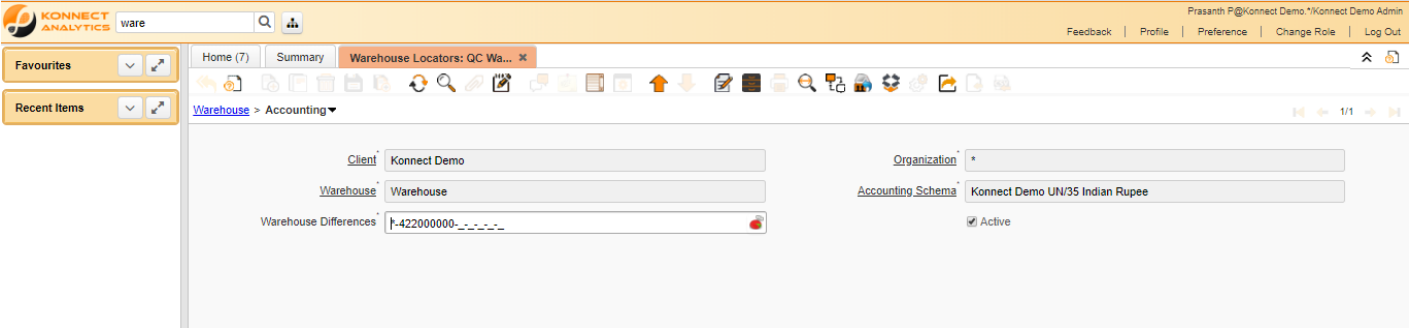 KONNECT
ANALYTICS
ware
Prasanth P@Konnect Demo.*/Konnect Demo Admin
Feedback | Profile | Preference | Change Role | Log Out
Favourites
Recent Items
Home (7)
Summary
Warehouse Locators: QC Wa...
Warehouse > Accounting
1/1
Client
Konnect Demo
Organization
*
Warehouse
Warehouse
Accounting Schema
Konnect Demo UN/35 Indian Rupee
Warehouse Differences
*-422000000-_-_-_-_-_
Active